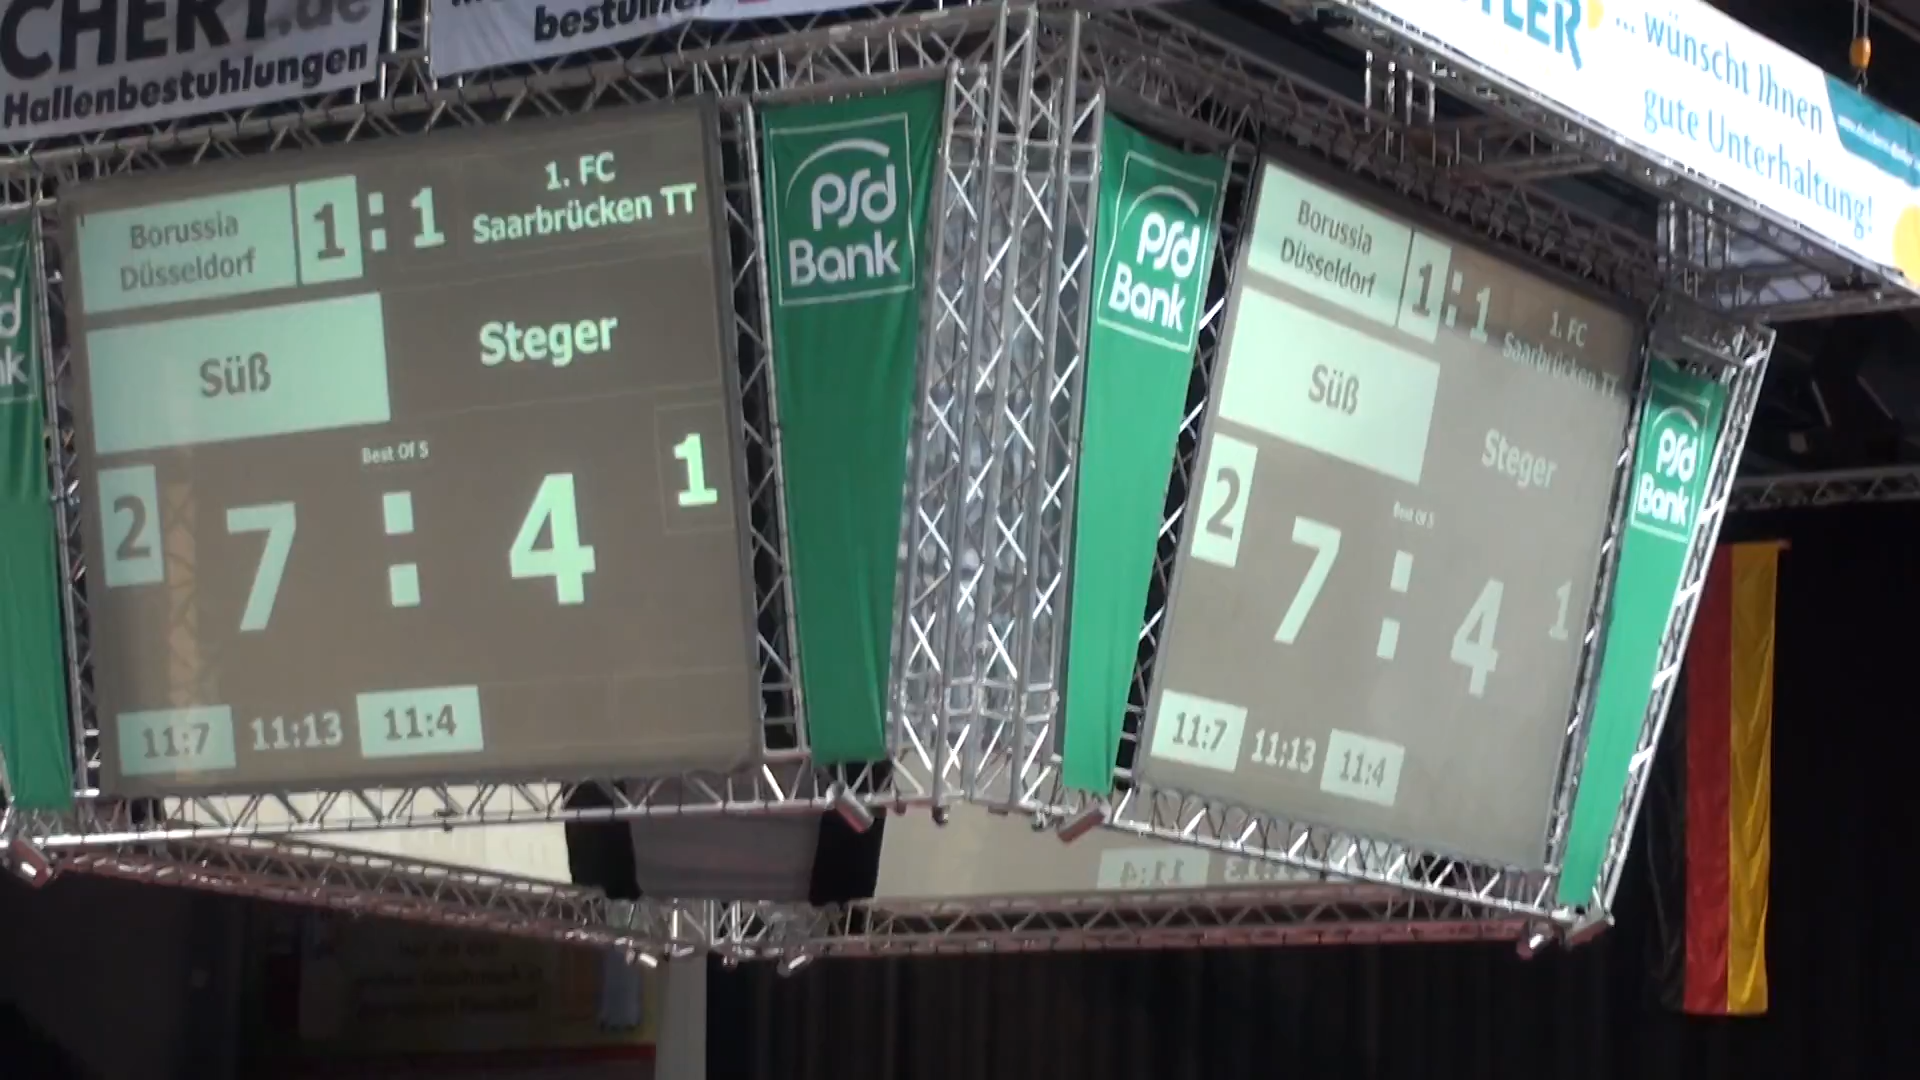 CHERT.de
Hallenbestuhlungen
bestuhl
TLER
... wünscht Ihnen
gute Unterhaltung!
Borussia
Düsseldorf
1 : 1
1. FC
Saarbrücken TT
Süß
Steger
Best Of 5
2
7 : 4
1
11:7 11:13 11:4
psd
Bank
psd
Bank
Borussia
Düsseldorf
1 : 1
1. FC
Saarbrücken TT
Süß
Steger
Best Of 5
2
7 : 4
1
11:7 11:13 11:4
psd
Bank